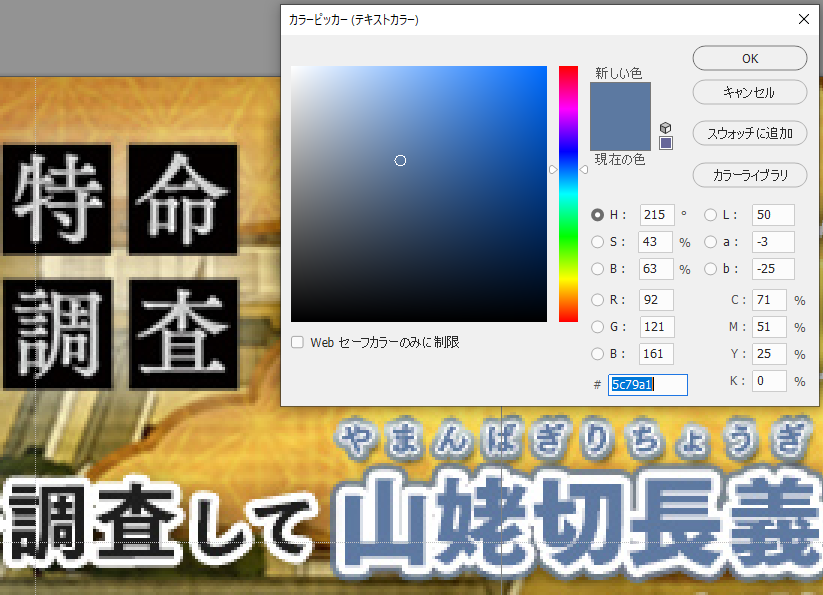 カラーピッカー (テキストカラー)
新しい色
現在の色
OK
キャンセル
スウォッチに追加
カラーライブラリ
H : 215 °
S : 43 %
B : 63 %
R : 92
G : 121
B : 161
# 5c79a1
L : 50
a : -3
b : -25
C : 71 %
M : 51 %
Y : 25 %
K : 0 %
Web セーフカラーのみに制限
特命
調査
やまんばぎりちょうぎ
調査して山姥切長義